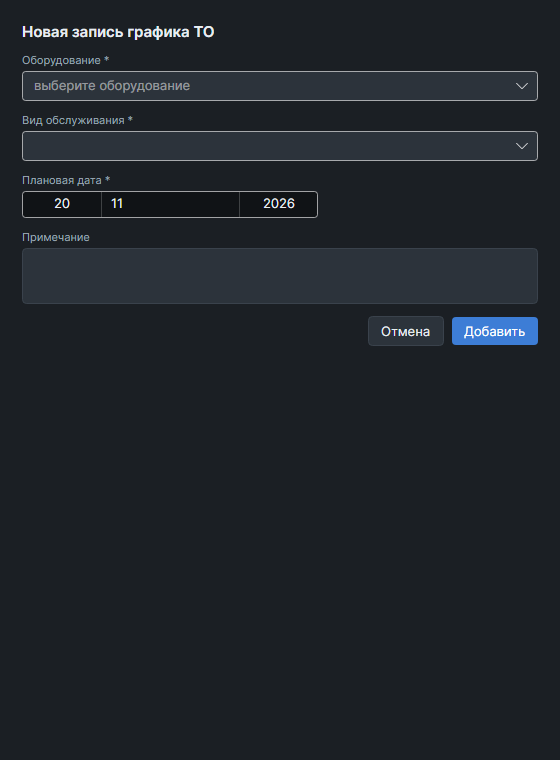 Новая запись графика ТО
Оборудование *
выберите оборудование
Вид обслуживания *
Плановая дата *
20 11 2026
Примечание
Отмена Добавить